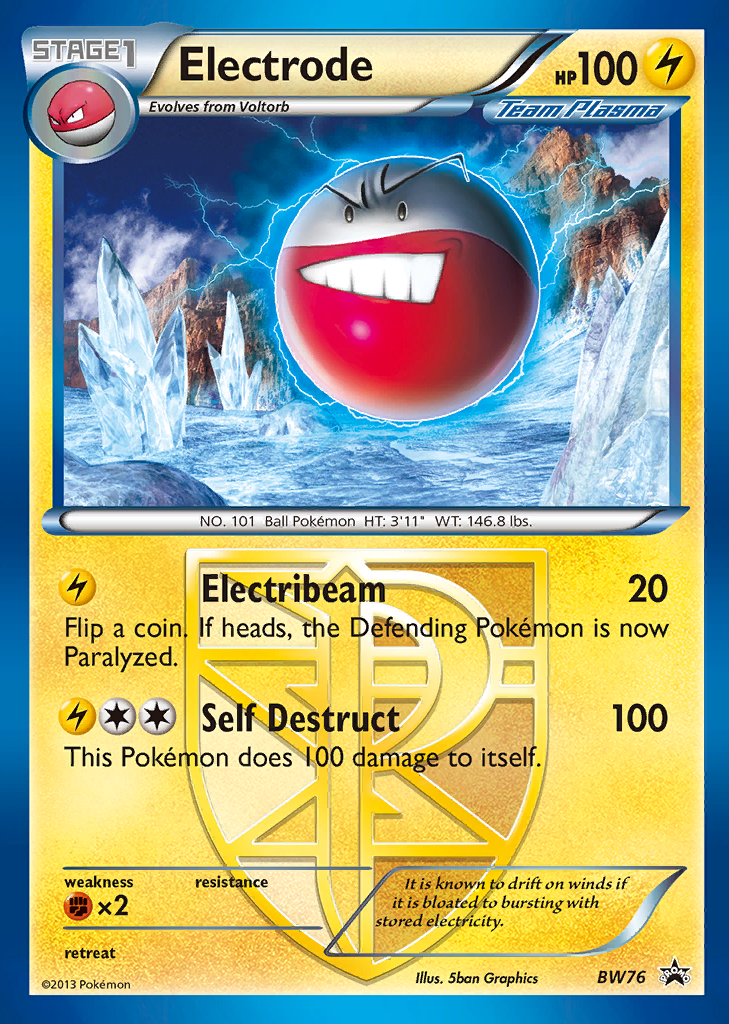 STAGE1
Electrode
HP100
Evolves from Voltorb
Team Plasma
NO. 101 Ball Pokémon HT: 3'11" WT: 146.8 lbs.
Electribeam 20
Flip a coin. If heads, the Defending Pokémon is now
Paralyzed.
Self Destruct 100
This Pokémon does 100 damage to itself.
weakness resistance
×2
It is known to drift on winds if
it is bloated to bursting with
stored electricity.
retreat
©2013 Pokémon
Illus. 5ban Graphics
BW76
PROMO